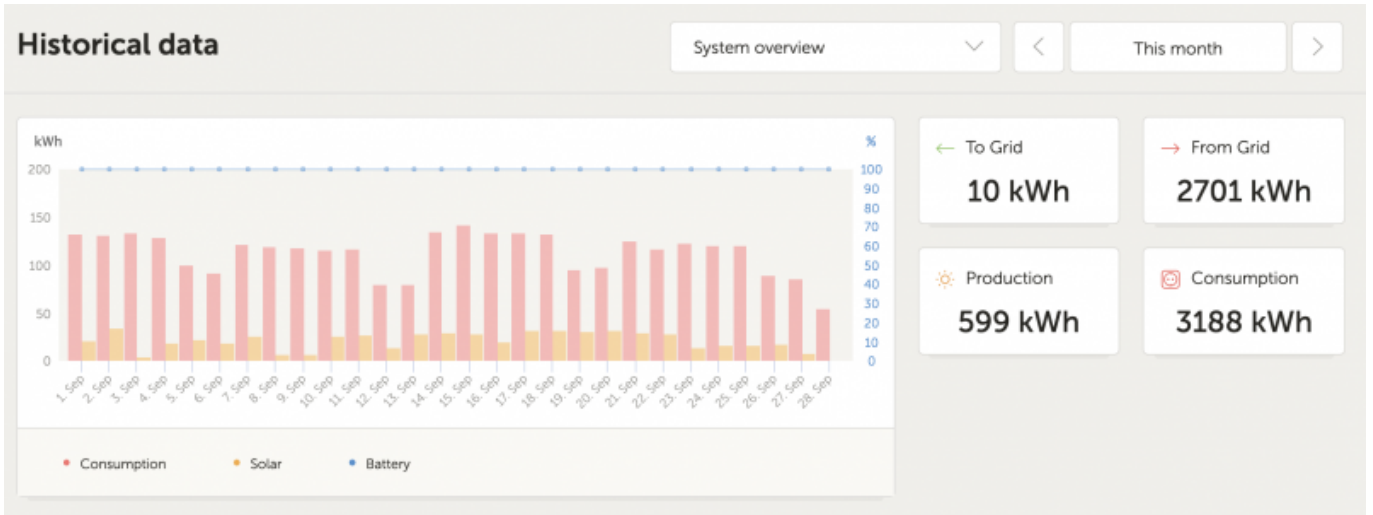 Historical data
System overview
This month
kWh
%
200
150
100
50
0
100
90
80
70
60
50
40
30
20
10
0
1. Sep
2. Sep
3. Sep
4. Sep
5. Sep
6. Sep
7. Sep
8. Sep
9. Sep
10. Sep
11. Sep
12. Sep
13. Sep
14. Sep
15. Sep
16. Sep
17. Sep
18. Sep
19. Sep
20. Sep
21. Sep
22. Sep
23. Sep
24. Sep
25. Sep
26. Sep
27. Sep
28. Sep
Consumption
Solar
Battery
To Grid
10 kWh
From Grid
2701 kWh
Production
599 kWh
Consumption
3188 kWh